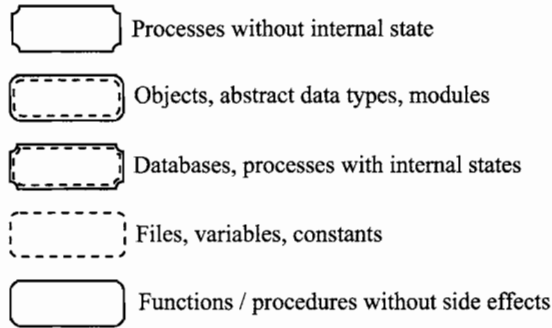 Processes without internal state
Objects, abstract data types, modules
Databases, processes with internal states
Files, variables, constants
Functions / procedures without side effects